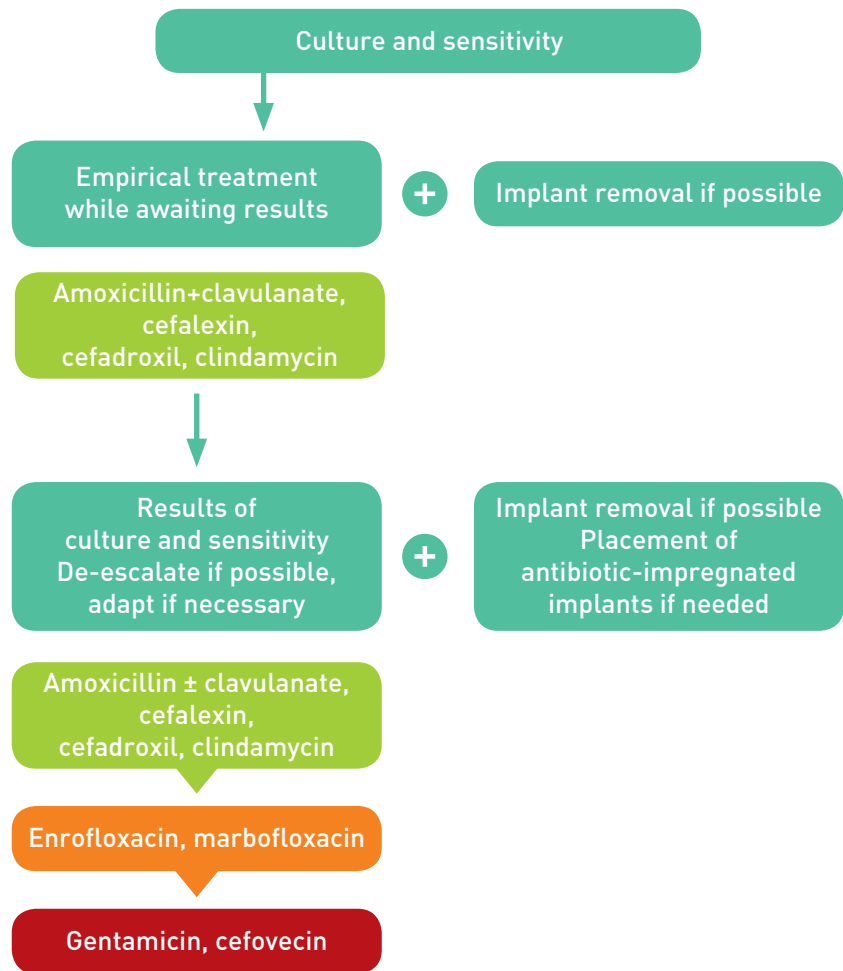 Culture and sensitivity
Empirical treatment
while awaiting results
+
Implant removal if possible
Amoxicillin+clavulanate,
cefalexin,
cefadroxil, clindamycin
Results of
culture and sensitivity
De-escalate if possible,
adapt if necessary
+
Implant removal if possible
Placement of
antibiotic-impregnated
implants if needed
Amoxicillin ± clavulanate,
cefalexin,
cefadroxil, clindamycin
Enrofloxacin, marbofloxacin
Gentamicin, cefovecin